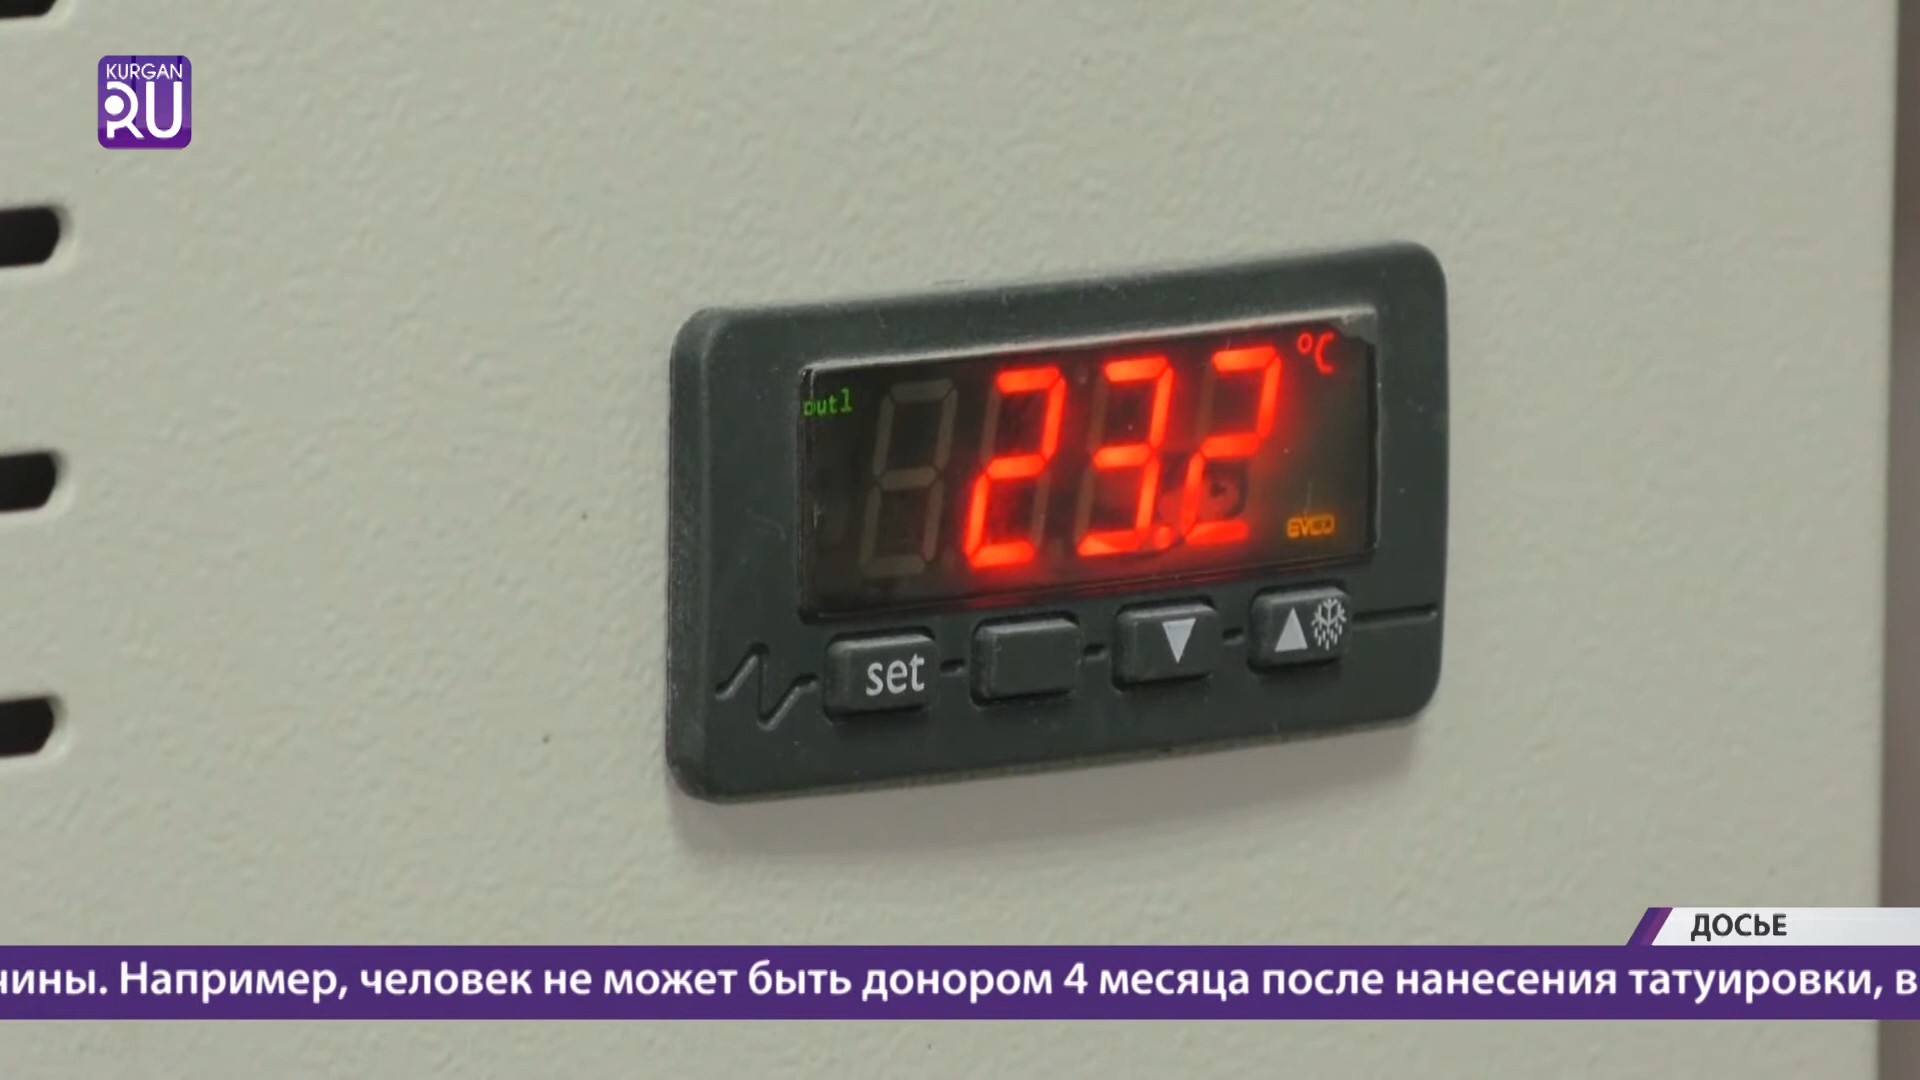 KURGAN
RU
out1
23.2 °C
EVCO
set
ДОСЬЕ
чины. Например, человек не может быть донором 4 месяца после нанесения татуировки, в